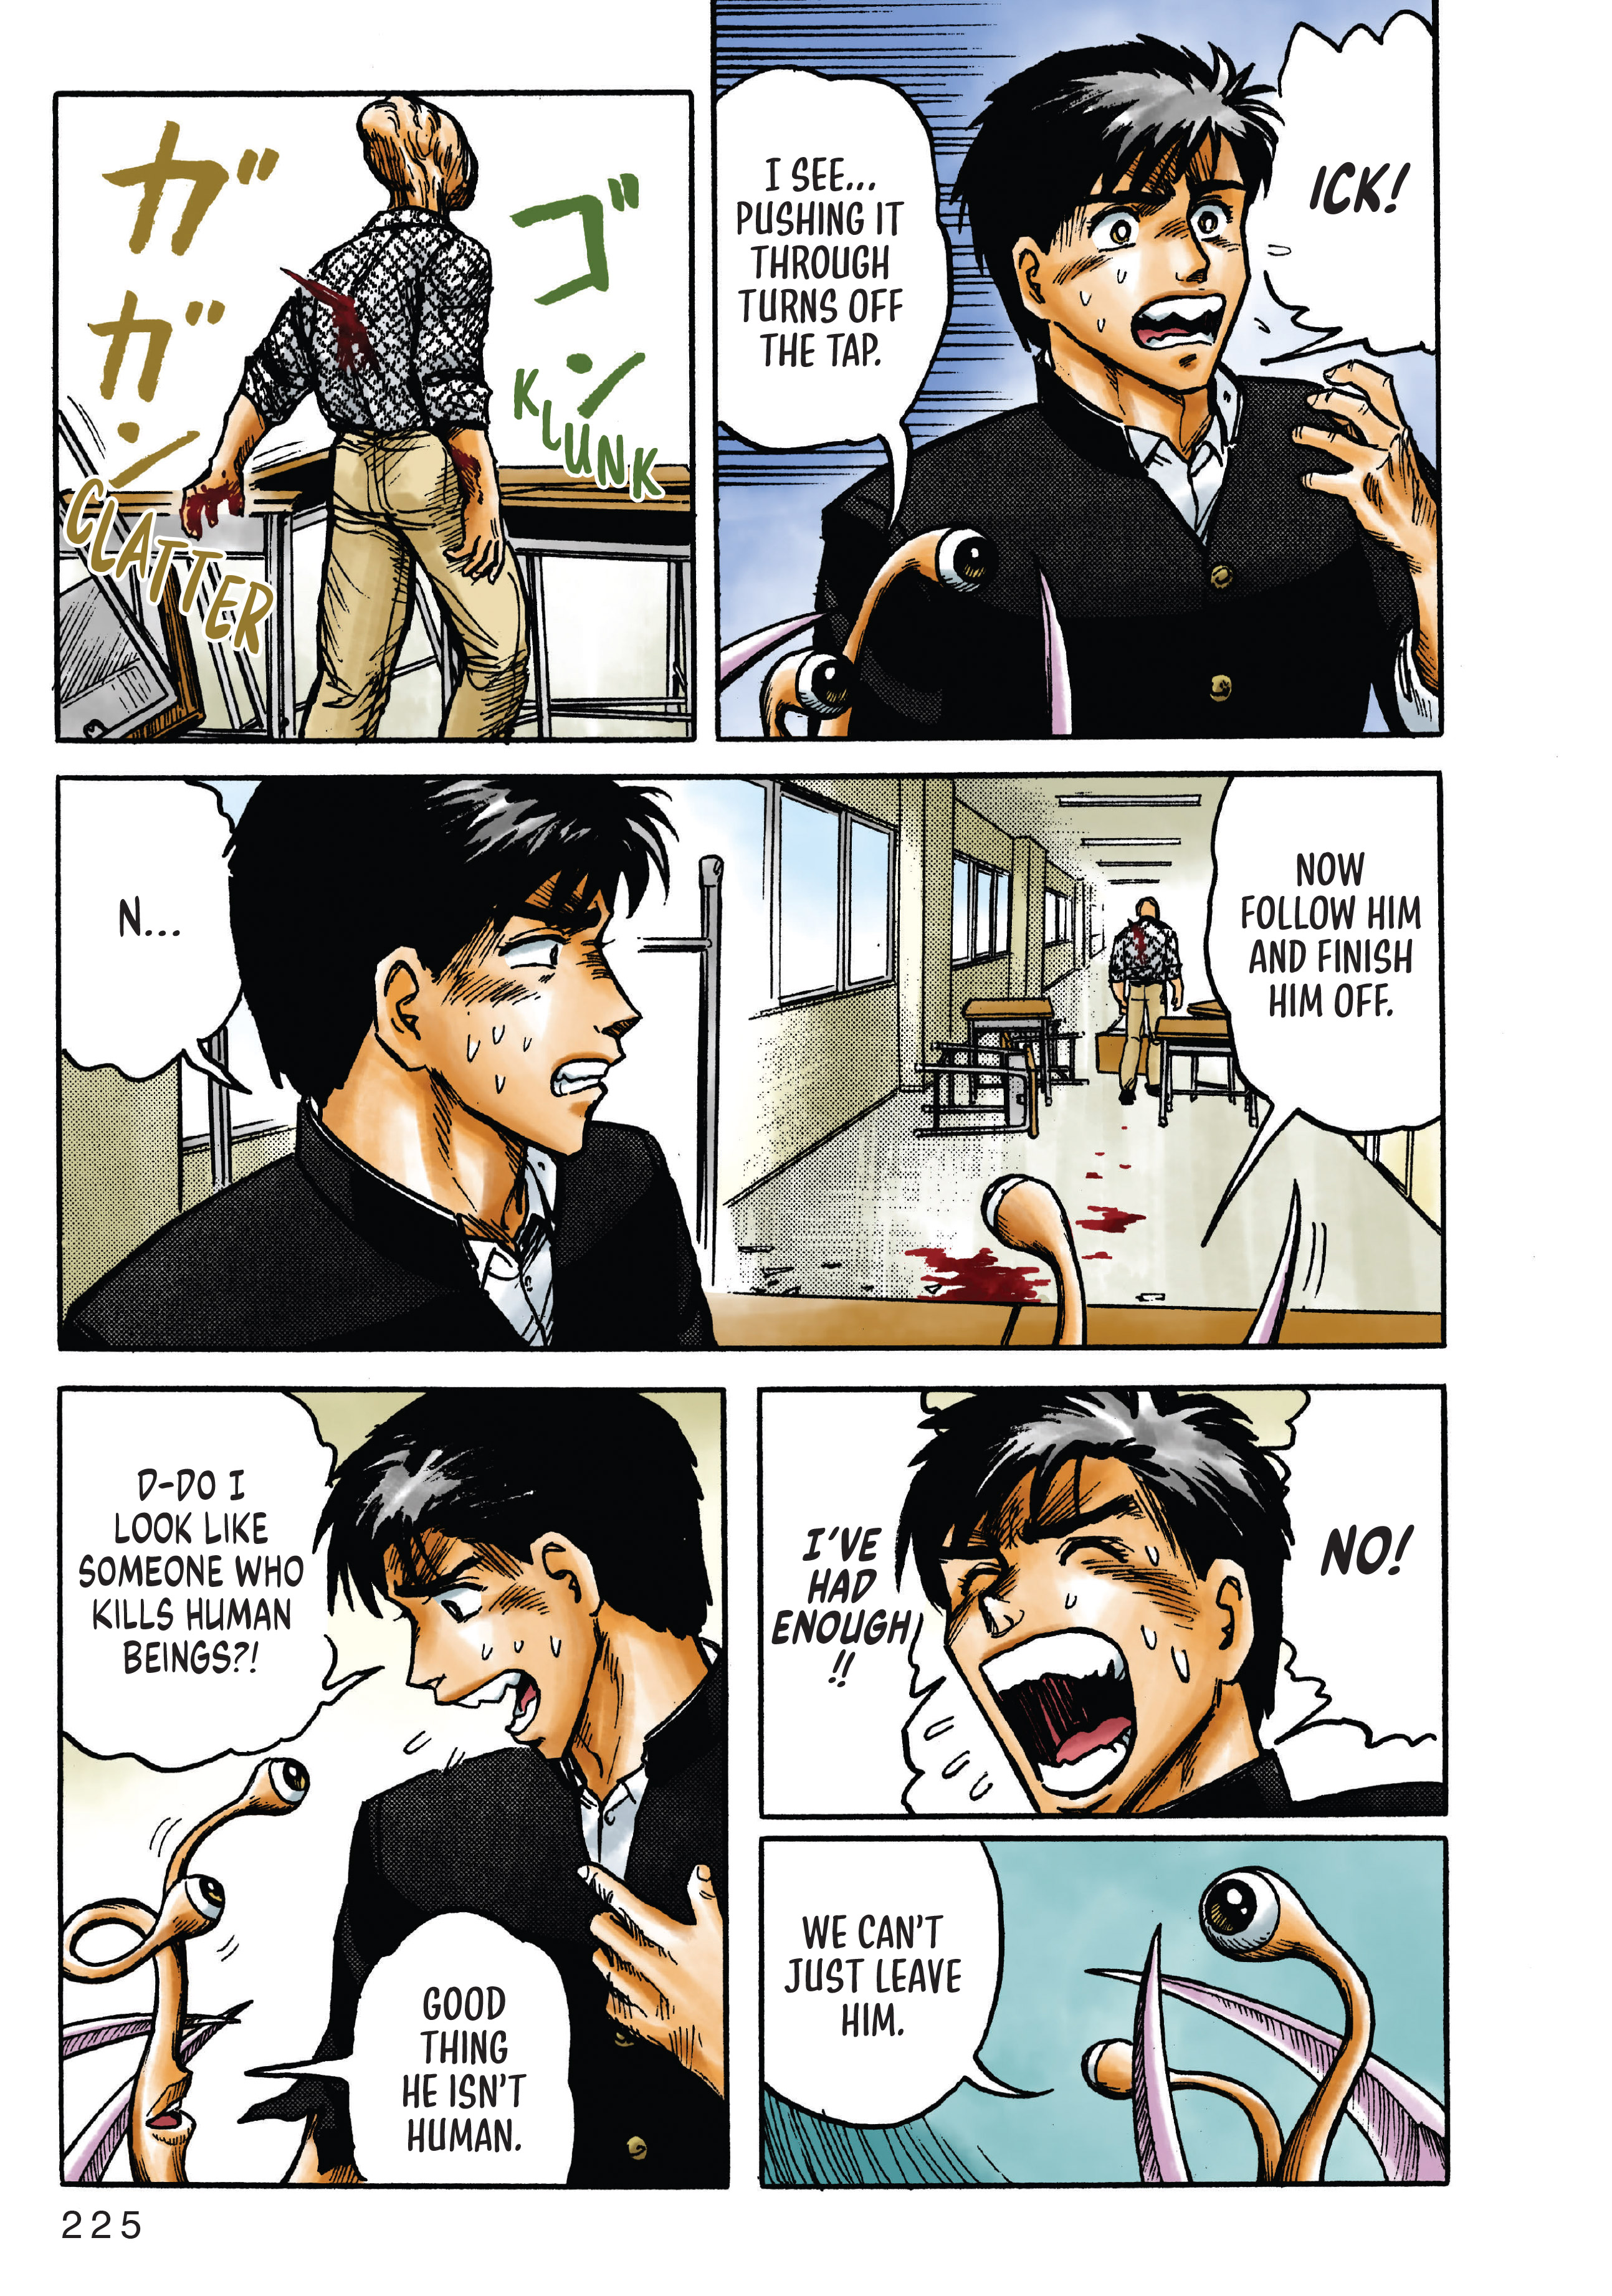 ICK!
I SEE...
PUSHING IT
THROUGH
TURNS OFF
THE TAP.
ゴン
KLUNK
ガガン
CLATTER
NOW
FOLLOW HIM
AND FINISH
HIM OFF.
N...
NO!
I'VE
HAD
ENOUGH
!!
WE CAN'T
JUST LEAVE
HIM.
D-DO I
LOOK LIKE
SOMEONE WHO
KILLS HUMAN
BEINGS?!
GOOD
THING
HE ISN'T
HUMAN.
225